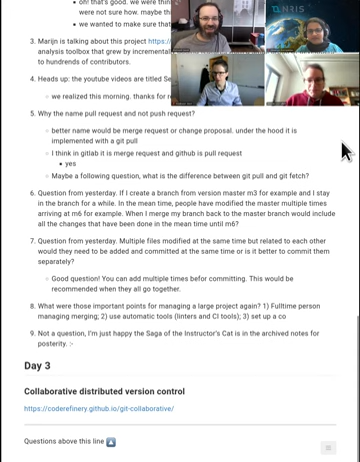 oh! that's good. we were thin
were not sure how. maybe th
we wanted to make sure that
3. Marijn is talking about this project https:/
analysis toolbox that grew by incremental
to hundreds of contributors.
4. Heads up: the youtube videos are titled Se
we realized this morning. thanks for r
5. Why the name pull request and not push request?
better name would be merge request or change proposal. under the hood it is
implemented with a git pull
I think in gitlab it is merge request and github is pull request
yes
Maybe a following question, what is the difference between git pull and git fetch?
6. Question from yesterday. If I create a branch from version master m3 for example and I stay
in the branch for a while. In the mean time, people have modified the master multiple times
arriving at m6 for example. When I merge my branch back to the master branch would include
all the changes that have been done in the mean time until m6?
7. Question from yesterday. Multiple files modified at the same time but related to each other
would they need to be added and committed at the same time or is it better to commit them
separately?
Good question! You can add multiple times befor committing. This would be
recommended when they all go together.
8. What were those important points for managing a large project again? 1) Fulltime person
managing merging; 2) use automatic tools (linters and CI tools); 3) set up a co
9. Not a question, I'm just happy the Saga of the Instructor's Cat is in the archived notes for
posterity. :-
Day 3
Collaborative distributed version control
https://coderefinery.github.io/git-collaborative/
Questions above this line